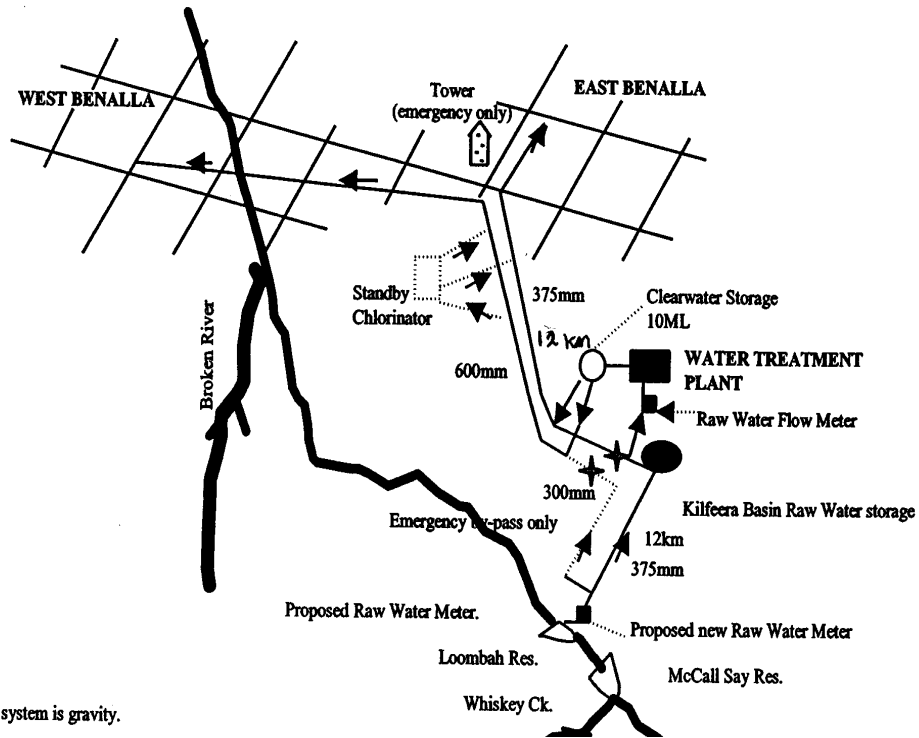 WEST BENALLA
Tower
(emergency only)
EAST BENALLA
Broken River
Standby
Chlorinator
375mm
12 km
600mm
Clearwater Storage
10ML
WATER TREATMENT
PLANT
Raw Water Flow Meter
300mm
Kilfeera Basin Raw Water storage
Emergency by-pass only
12km
375mm
Proposed Raw Water Meter.
Proposed new Raw Water Meter
Loombah Res.
McCall Say Res.
Whiskey Ck.
system is gravity.